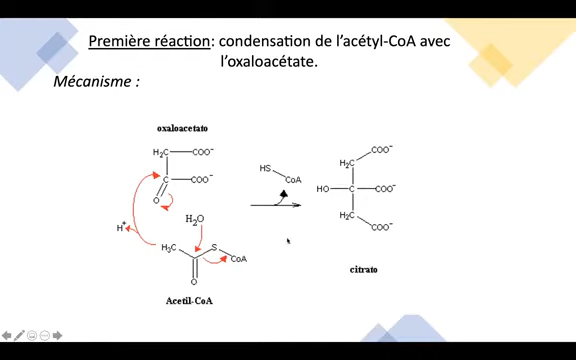 Première réaction: condensation de l'acétyl-CoA avec
l'oxaloacétate.
Mécanisme :
oxaloacetato
H₂C COO⁻
C COO⁻
O
H₂O
H⁺
H₂C S CoA
O
Acetil-CoA
HS CoA
COO⁻
H₂C
HO C COO⁻
H₂C
COO⁻
citrato